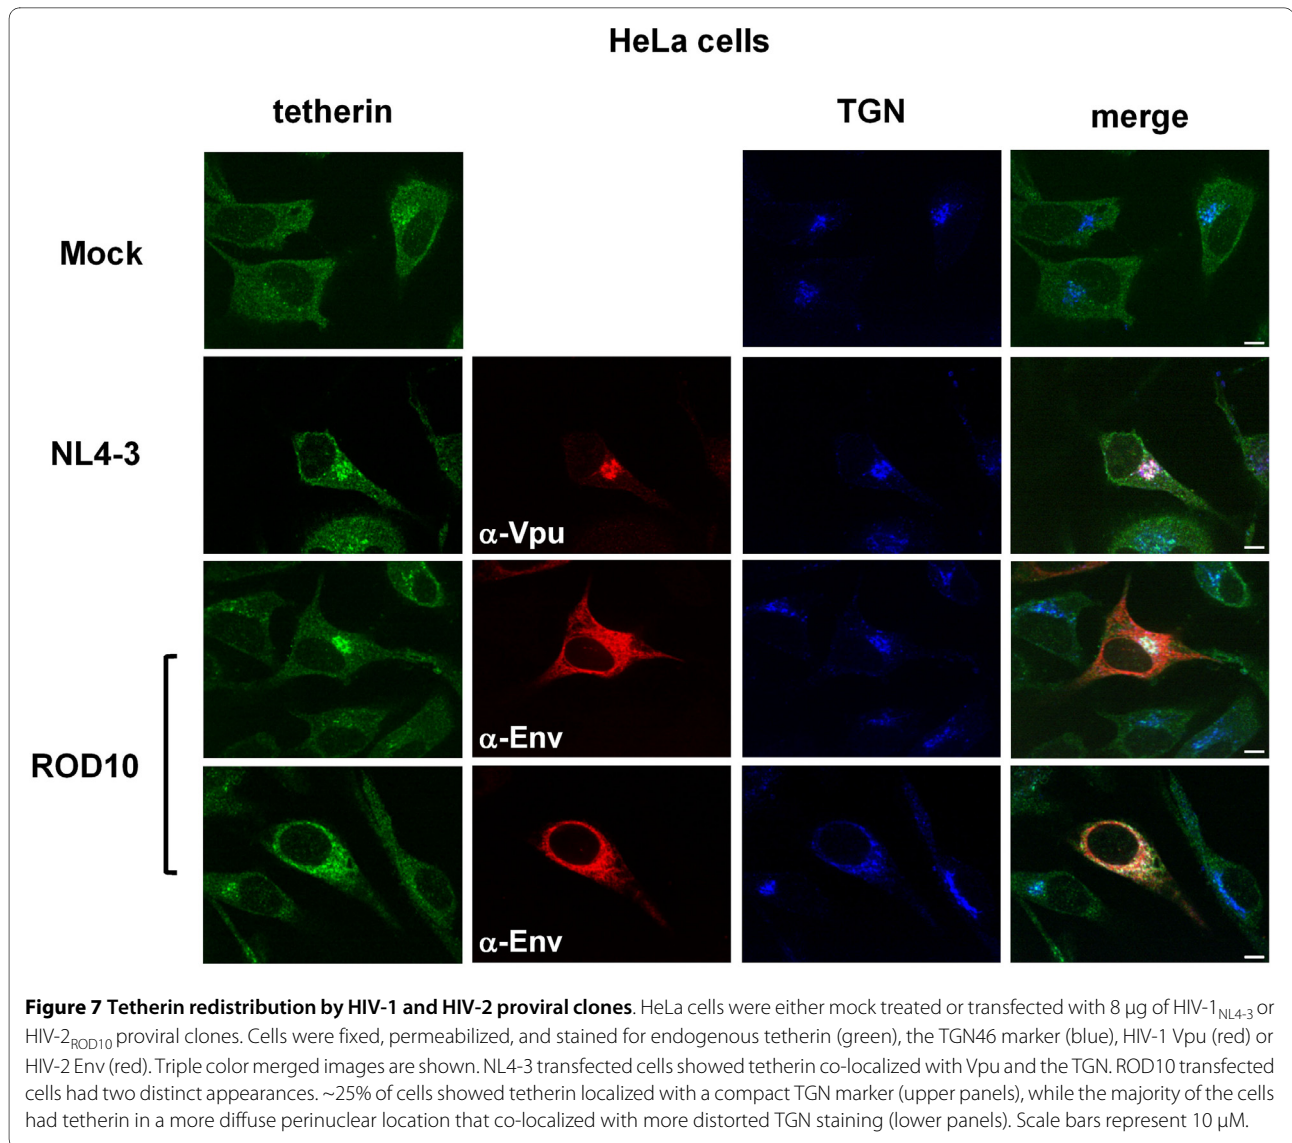 HeLa cells
tetherin
TGN
merge
Mock
NL4-3
α-Vpu
α-Env
ROD10
α-Env
Figure 7 Tetherin redistribution by HIV-1 and HIV-2 proviral clones. HeLa cells were either mock treated or transfected with 8 μg of HIV-1NL4-3 or
HIV-2ROD10 proviral clones. Cells were fixed, permeabilized, and stained for endogenous tetherin (green), the TGN46 marker (blue), HIV-1 Vpu (red) or
HIV-2 Env (red). Triple color merged images are shown. NL4-3 transfected cells showed tetherin co-localized with Vpu and the TGN. ROD10 transfected
cells had two distinct appearances. ~25% of cells showed tetherin localized with a compact TGN marker (upper panels), while the majority of the cells
had tetherin in a more diffuse perinuclear location that co-localized with more distorted TGN staining (lower panels). Scale bars represent 10 μM.